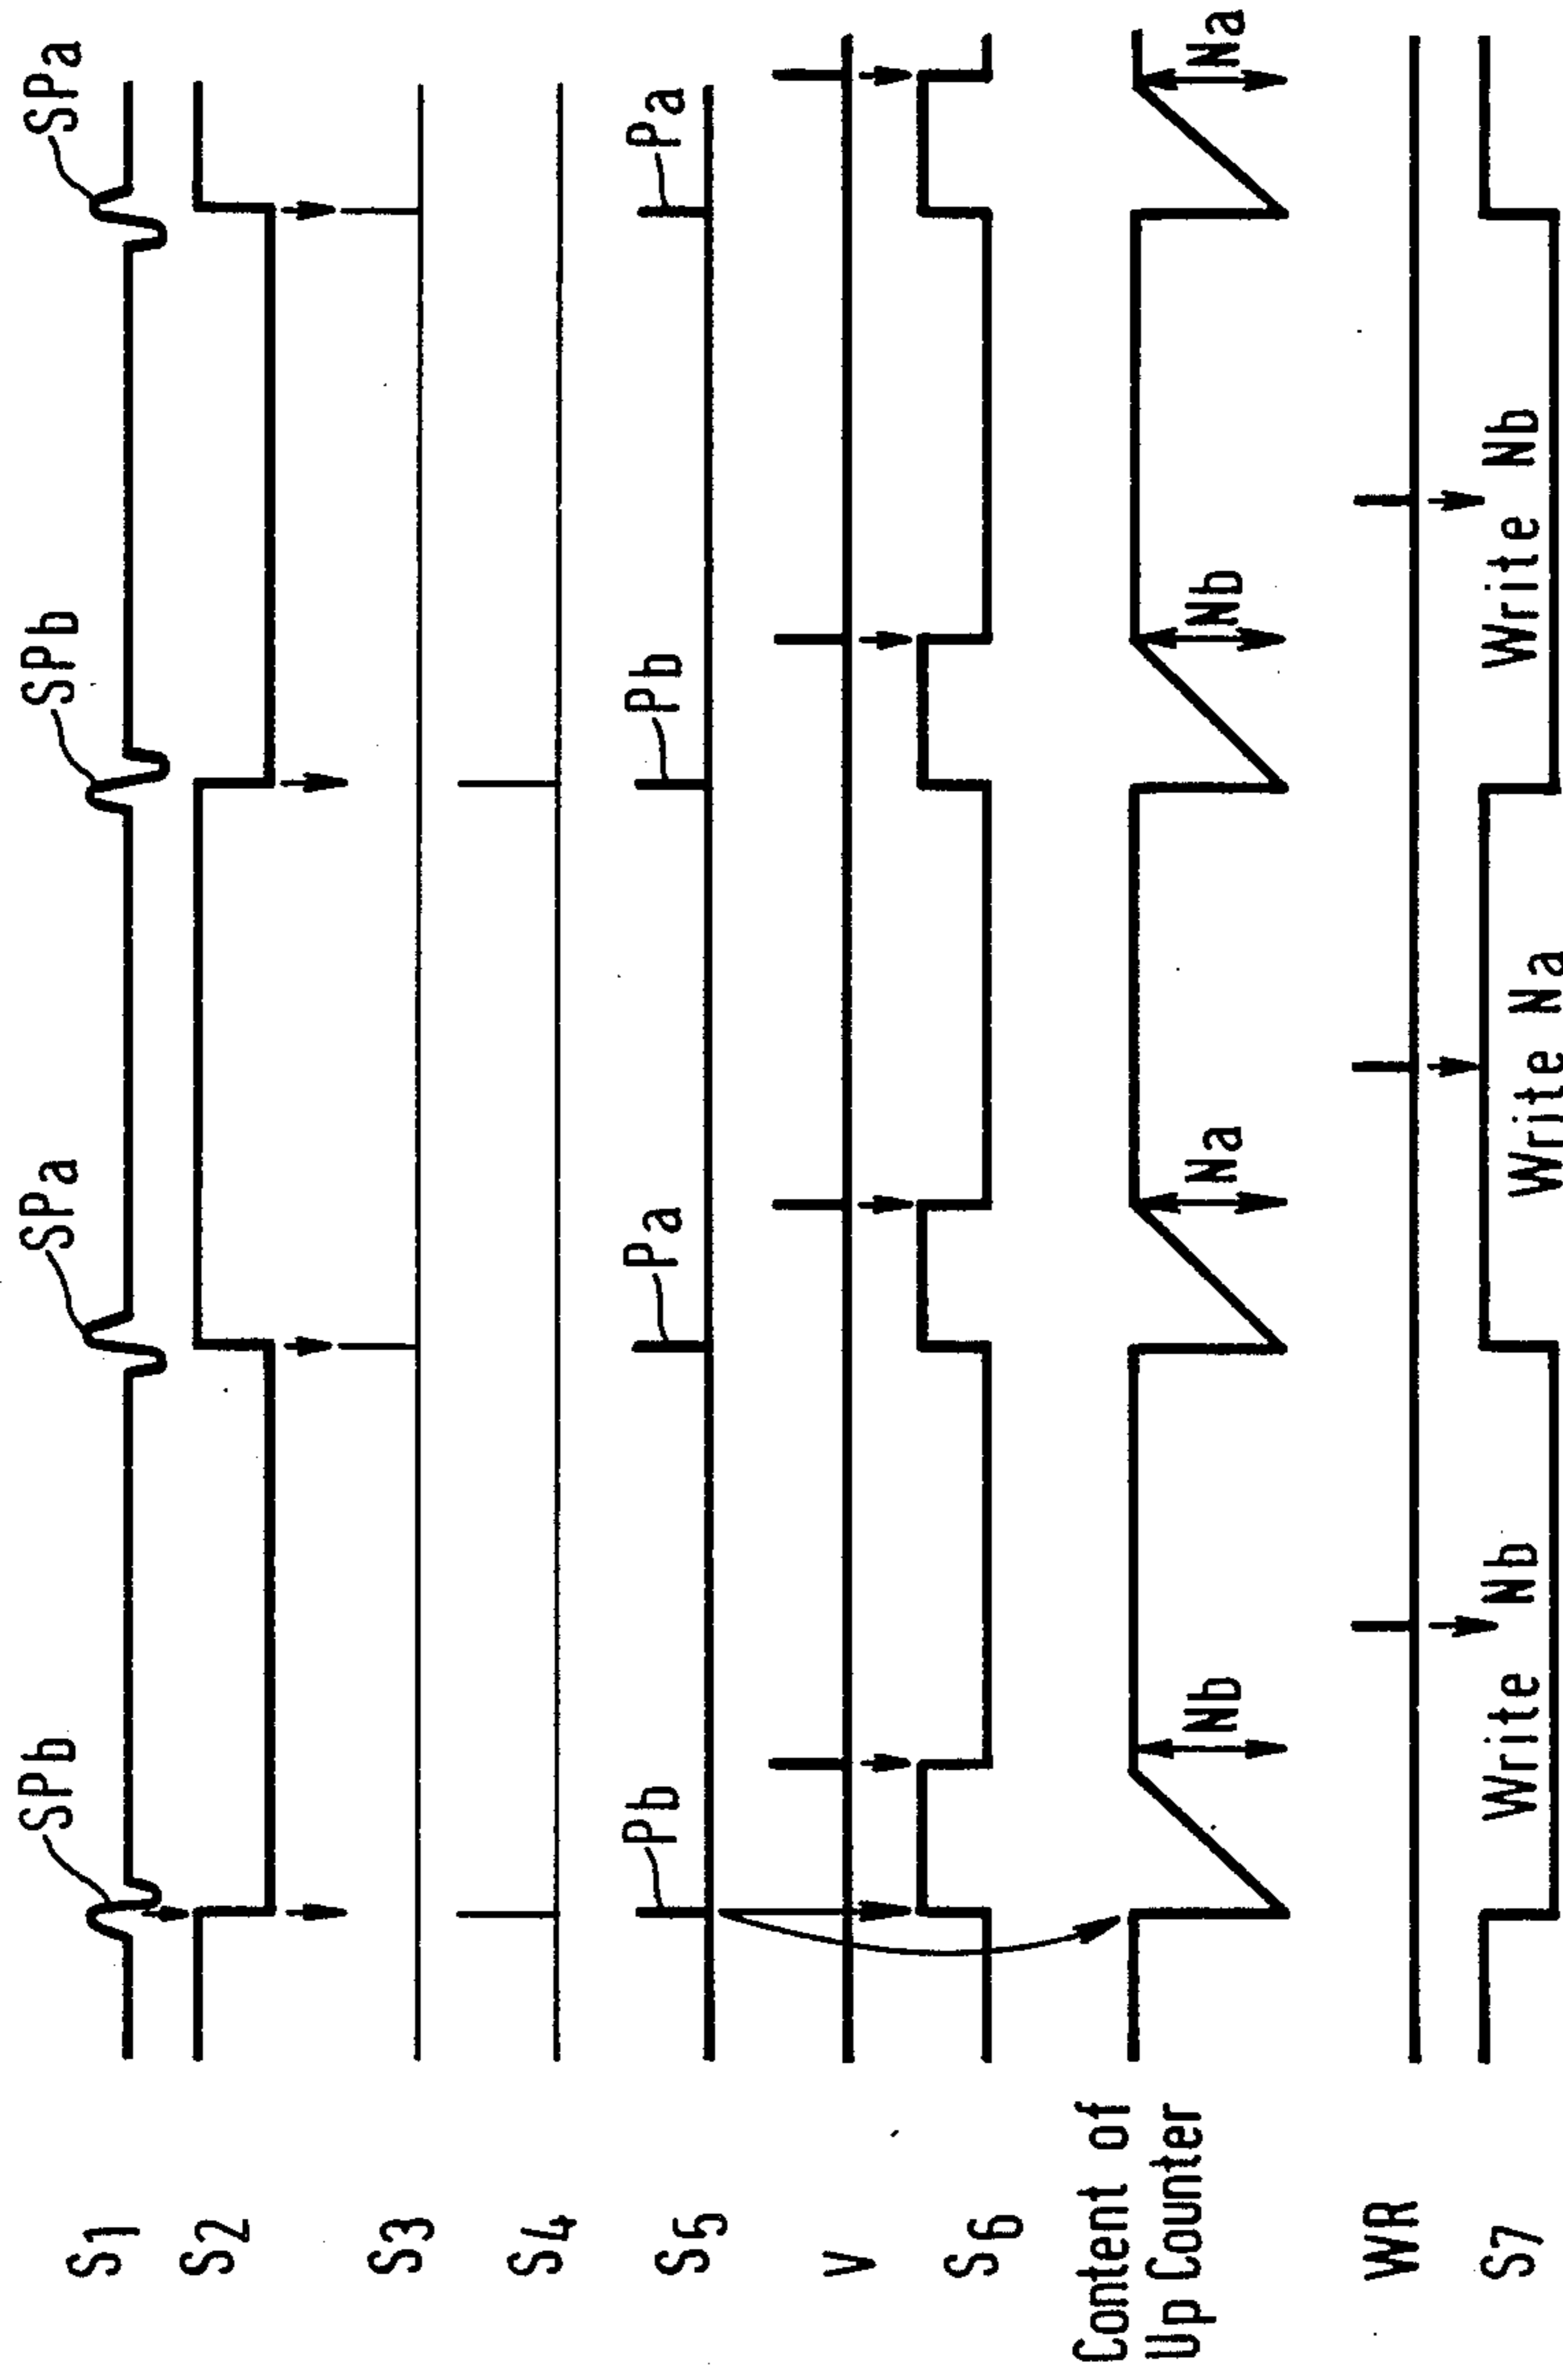 S1
SPb
SPa
SPb
SPa
S2
S3
S4
S5
Pb
Pa
Pb
Pa
V
S6
Content of
Up Counter
Nb
Na
Nb
Na
WR
S7
Write Nb
Write Na
Write Nb